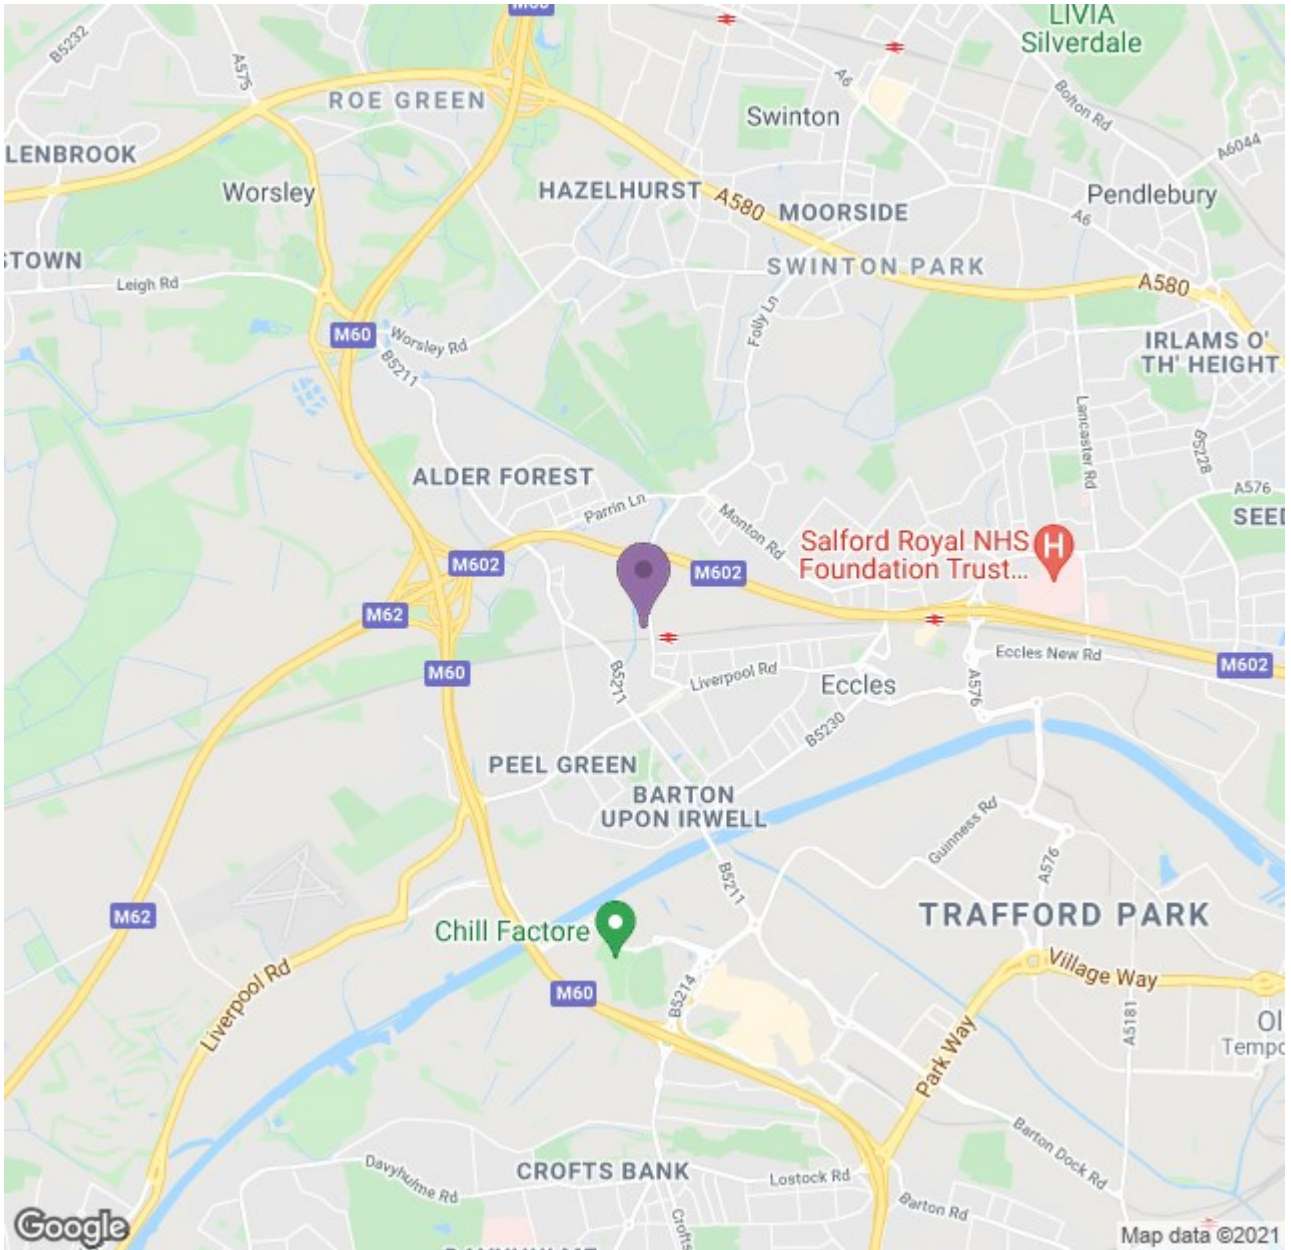 M60
LIVIA
Silverdale
B5232
A575
A6
ROE GREEN
Swinton
Bolton Rd
A6044
LENBROOK
Worsley
HAZELHURST
A580
MOORSIDE
Pendlebury
A6
STOWN
SWINTON PARK
Leigh Rd
A580
Folly Ln
M60
Worsley Rd
B5211
IRLAMS O'
TH' HEIGHT
Lancaster Rd
B5228
ALDER FOREST
A576
Parrin Ln
Monton Rd
SEED
Salford Royal NHS
Foundation Trust...
H
M602
M602
M62
Eccles New Rd
M602
M60
B5211
Liverpool Rd
Eccles
A576
B5230
PEEL GREEN
BARTON
UPON IRWELL
Guinness Rd
A576
B5211
M62
TRAFFORD PARK
Chill Factore
Village Way
Liverpool Rd
M60
B5214
A5181
Ol
Tempo
Park Way
Barton Dock Rd
Davyhulme Rd
CROFTS BANK
Lostock Rd
Barton Rd
Crofts
Google
Map data ©2021